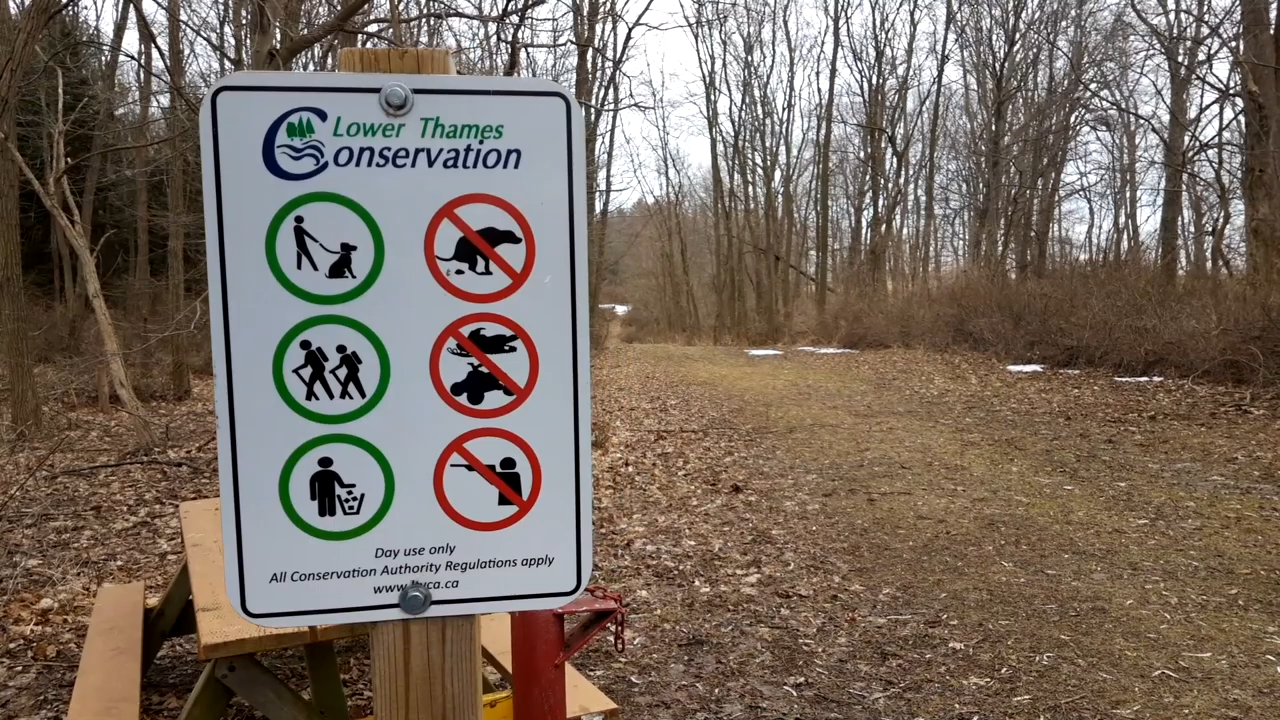 Lower Thames
Conservation
Day use only
All Conservation Authority Regulations apply